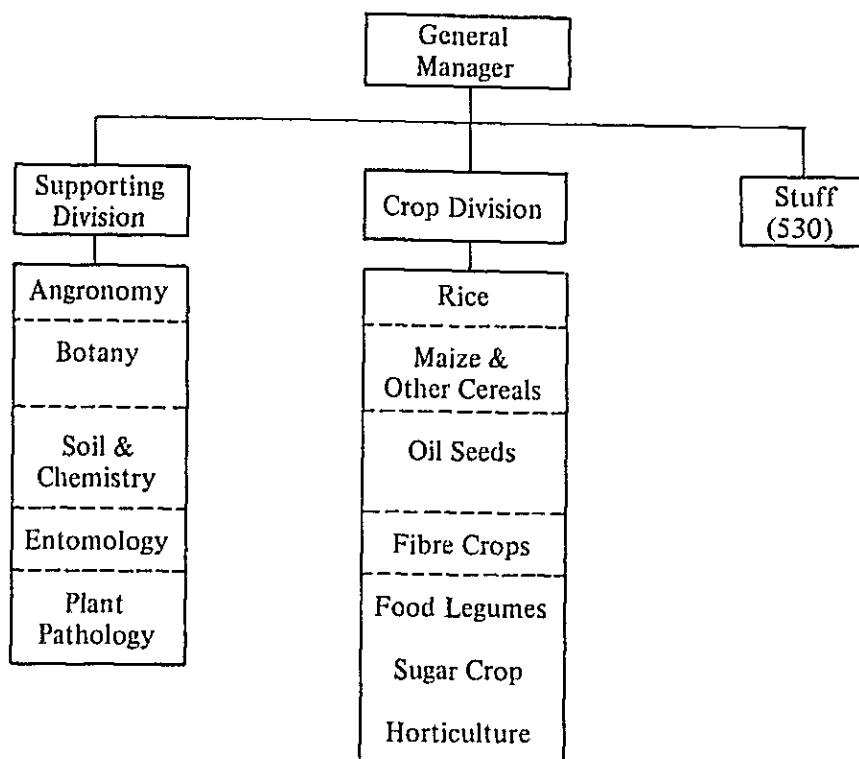 General
Manager
Supporting
Division
Crop Division
Stuff
(530)
Angronomy
Botany
Soil &
Chemistry
Entomology
Plant
Pathology
Rice
Maize &
Other Cereals
Oil Seeds
Fibre Crops
Food Legumes
Sugar Crop
Horticulture